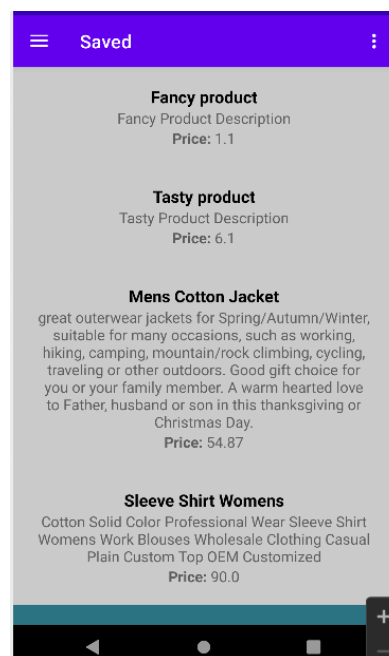 Saved
Fancy product
Fancy Product Description
Price: 1.1
Tasty product
Tasty Product Description
Price: 6.1
Mens Cotton Jacket
great outerwear jackets for Spring/Autumn/Winter,
suitable for many occasions, such as working,
hiking, camping, mountain/rock climbing, cycling,
traveling or other outdoors. Good gift choice for
you or your family member. A warm hearted love
to Father, husband or son in this thanksgiving or
Christmas Day.
Price: 54.87
Sleeve Shirt Womens
Cotton Solid Color Professional Wear Sleeve Shirt
Womens Work Blouses Wholesale Clothing Casual
Plain Custom Top OEM Customized
Price: 90.0